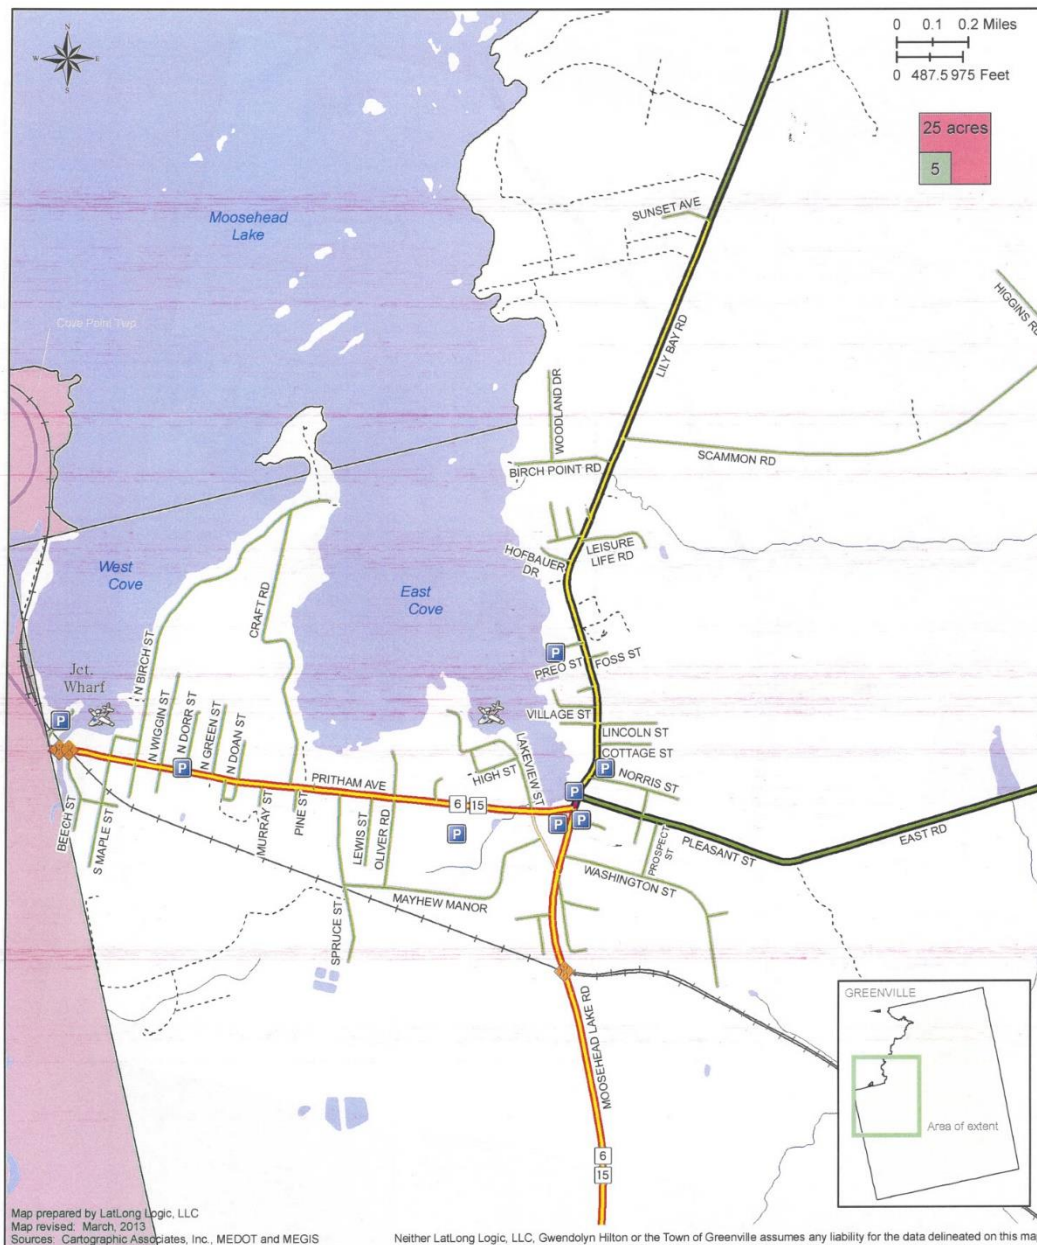 N
W E
S
0 0.1 0.2 Miles
0 487.5 975 Feet
25 acres
5
Moosehead
Lake
SUNSET AVE
HIGGINS RD
Cove Point Twp.
LILY BAY RD
WOODLAND DR
SCAMMON RD
BIRCH POINT RD
LEISURE
LIFE RD
HOFBAUER
DR
West
Cove
East
Cove
CRAFT RD
N BIRCH ST
P
PREO ST
FOSS ST
Jct.
Wharf
P
N WIGGIN ST
N DORR ST
N GREEN ST
N DOAN ST
VILLAGE ST
LINCOLN ST
COTTAGE ST
LAKEVIEW ST
HIGH ST
P
P
NORRIS ST
PRITHAM AVE
P
6 15
P
P
P
BEECH ST
S MAPLE ST
MURRAY ST
PINE ST
LEWIS ST
OLIVER RD
PLEASANT ST
EAST RD
PROSPECT
ST
WASHINGTON ST
MAYHEW MANOR
SPRUCE ST
MOOSEHEAD LAKE RD
6
15
GREENVILLE
Area of extent
Map prepared by LatLong Logic, LLC
Map revised: March, 2013
Sources: Cartographic Associates, Inc., MEDOT and MEGIS
Neither LatLong Logic, LLC, Gwendolyn Hilton or the Town of Greenville assumes any liability for the data delineated on this map